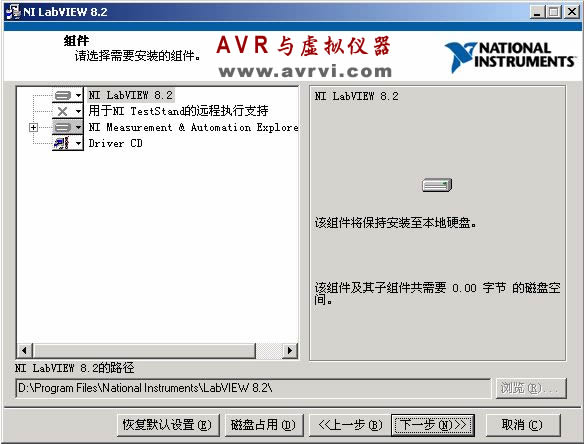 NI LabVIEW 8.2
组件
请选择需要安装的组件。
AVR与虚拟仪器
www.avrvi.com
NATIONAL INSTRUMENTS
NI LabVIEW 8.2
用于NI TestStand的远程执行支持
NI Measurement & Automation Explore
Driver CD
NI LabVIEW 8.2
该组件将保持安装至本地硬盘。
该组件及其子组件共需要 0.00 字节 的磁盘空
间。
NI LabVIEW 8.2的路径
D:\Program Files\National Instruments\LabVIEW 8.2\
浏览(R)...
恢复默认设置(E)
磁盘占用(D)
<<上一步(B)
下一步(N)>>
取消(C)